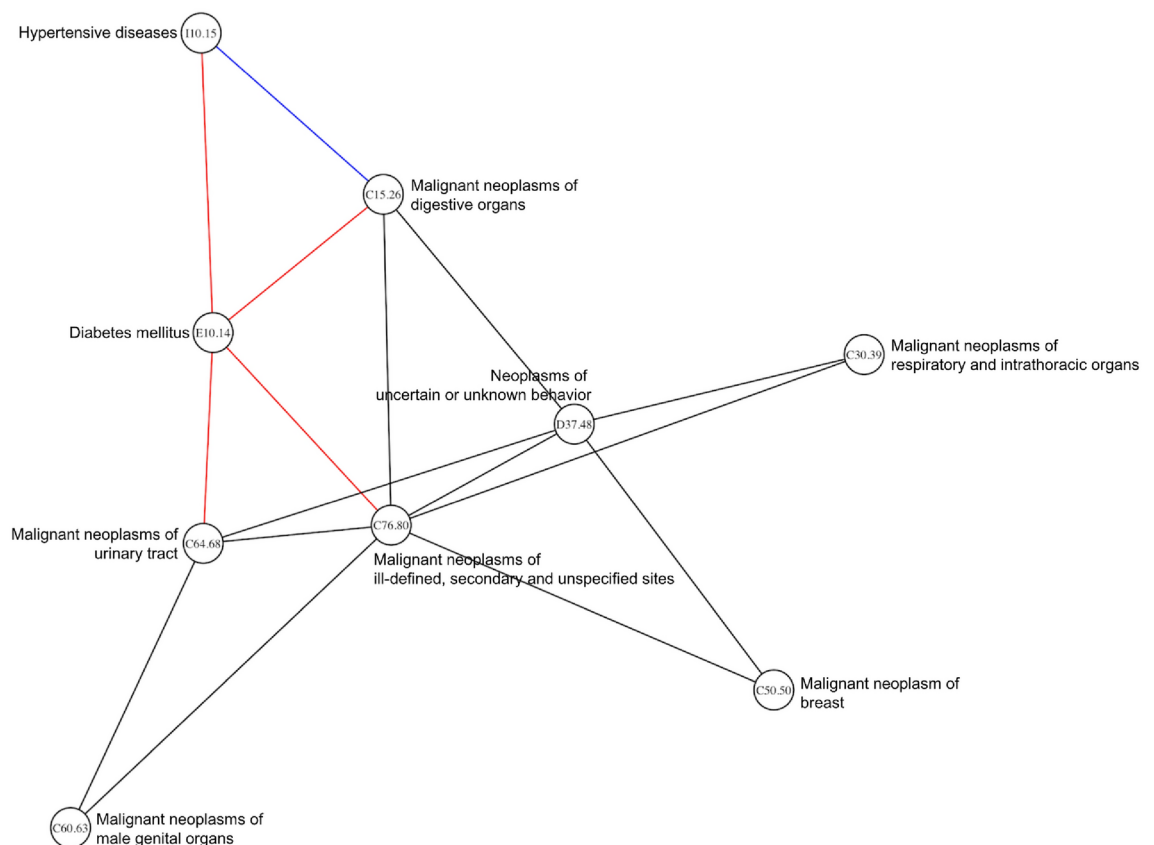 Hypertensive diseases
I10.15
C15.26
Malignant neoplasms of
digestive organs
Diabetes mellitus
E10.14
C30.39
Malignant neoplasms of
respiratory and intrathoracic organs
Neoplasms of
uncertain or unknown behavior
D37.48
Malignant neoplasms of
urinary tract
C64.68
C76.80
Malignant neoplasms of
ill-defined, secondary and unspecified sites
C50.50
Malignant neoplasm of
breast
C60.63
Malignant neoplasms of
male genital organs